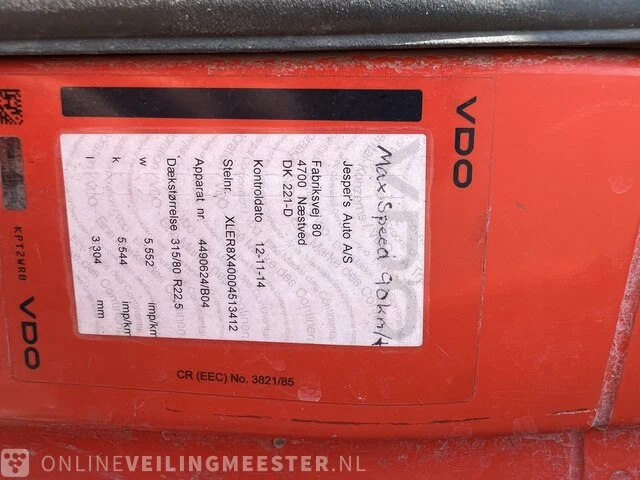 VDO
Max Speed 90 km/t
Jesper's Auto A/S
Fabriksvej 80
4700 Næstved
DK 221-D
Kontroldato 12-11-14
Stelnr. XLER8X40004513412
Apparat. nr. 4490624/B04
Dækstørrelse 315/80 R22,5
w 5.552 imp/km
k 5.544 imp/km
l 3.304 mm
CR (EEC) No. 3821/85
KPT2WRB
VDO
ONLINEVEILINGMEESTER.NL